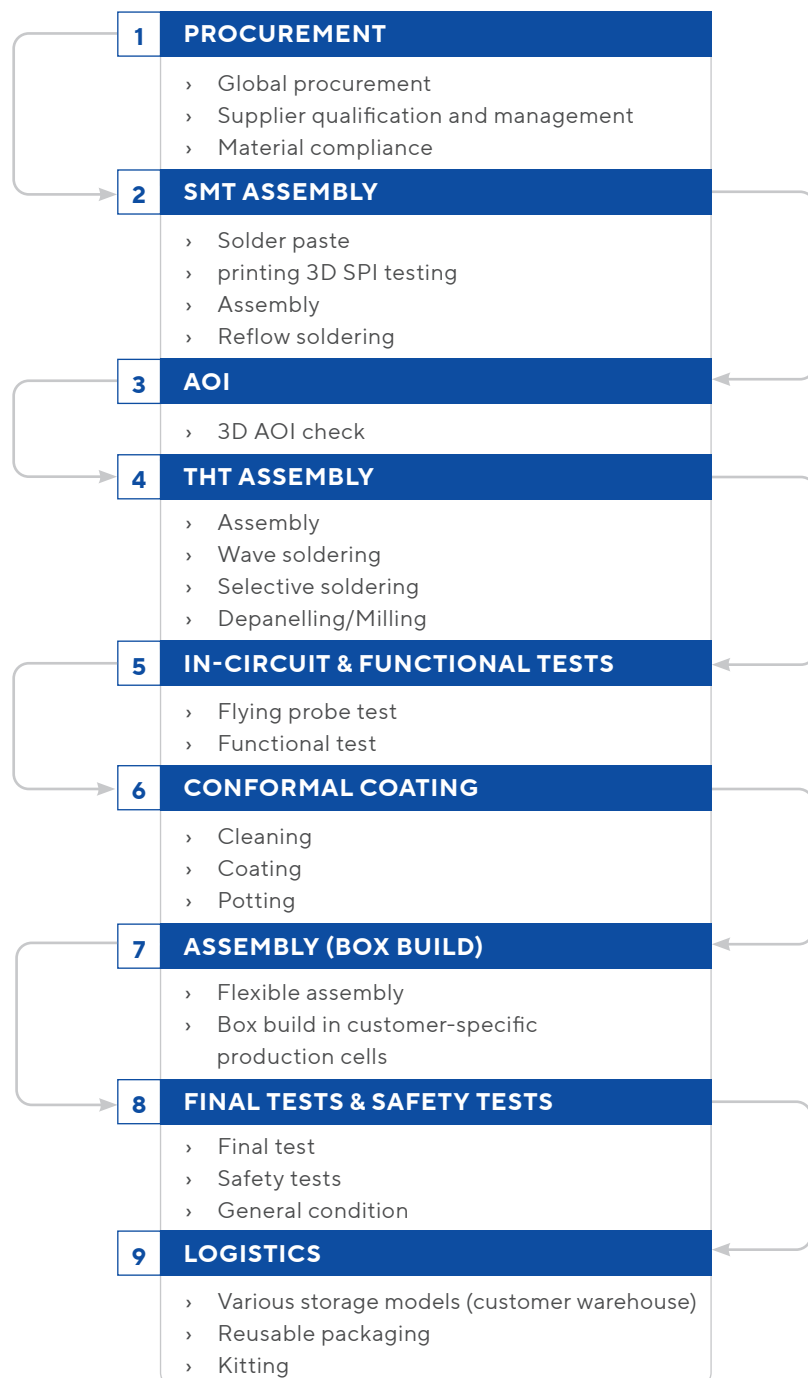 1 PROCUREMENT
› Global procurement
› Supplier qualification and management
› Material compliance
2 SMT ASSEMBLY
› Solder paste
› printing 3D SPI testing
› Assembly
› Reflow soldering
3 AOI
› 3D AOI check
4 THT ASSEMBLY
› Assembly
› Wave soldering
› Selective soldering
› Depanelling/Milling
5 IN-CIRCUIT & FUNCTIONAL TESTS
› Flying probe test
› Functional test
6 CONFORMAL COATING
› Cleaning
› Coating
› Potting
7 ASSEMBLY (BOX BUILD)
› Flexible assembly
› Box build in customer-specific
production cells
8 FINAL TESTS & SAFETY TESTS
› Final test
› Safety tests
› General condition
9 LOGISTICS
› Various storage models (customer warehouse)
› Reusable packaging
› Kitting